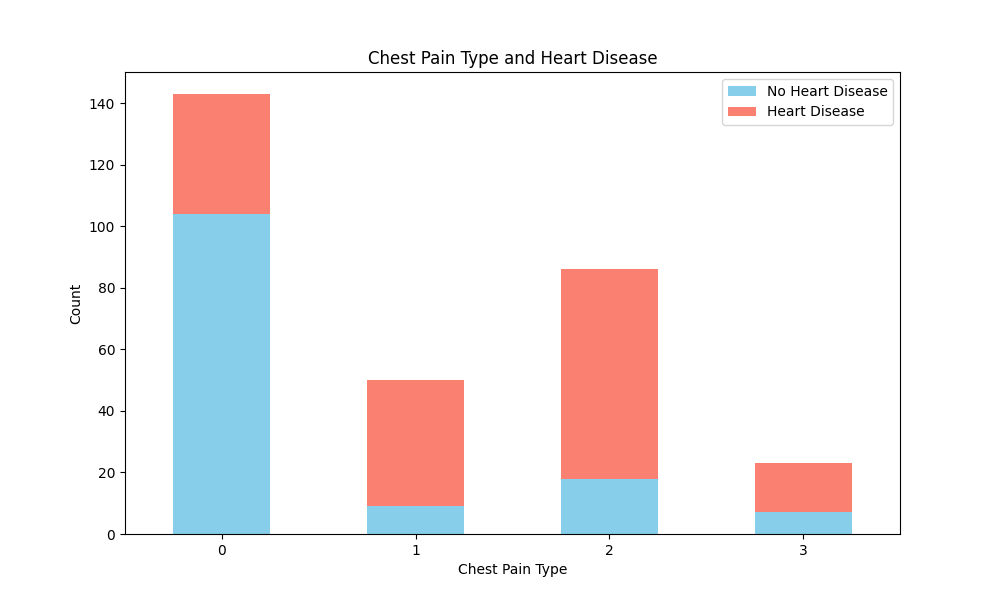 Chest Pain Type and Heart Disease
No Heart Disease
Heart Disease
140
120
100
80
60
40
20
0
Count
0 1 2 3
Chest Pain Type